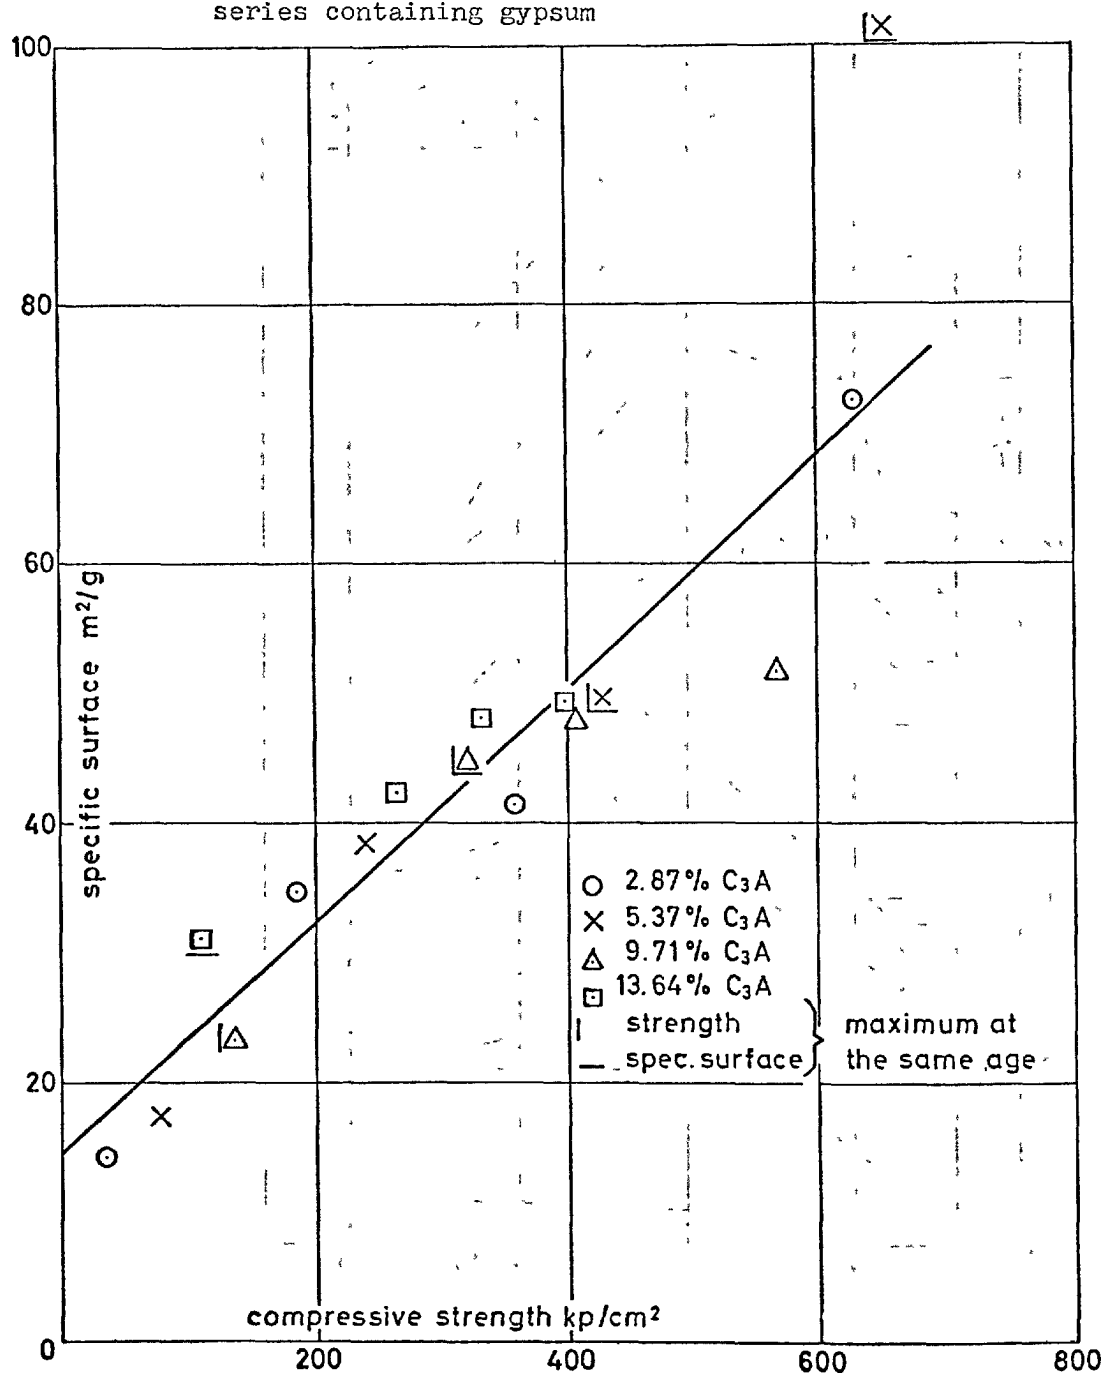 series containing gypsum
100
80
60
40
20
0
specific surface m²/g
2.87% C₃A
5.37% C₃A
9.71% C₃A
13.64% C₃A
strength
spec. surface
maximum at
the same age
compressive strength kp/cm²
0 200 400 600 800